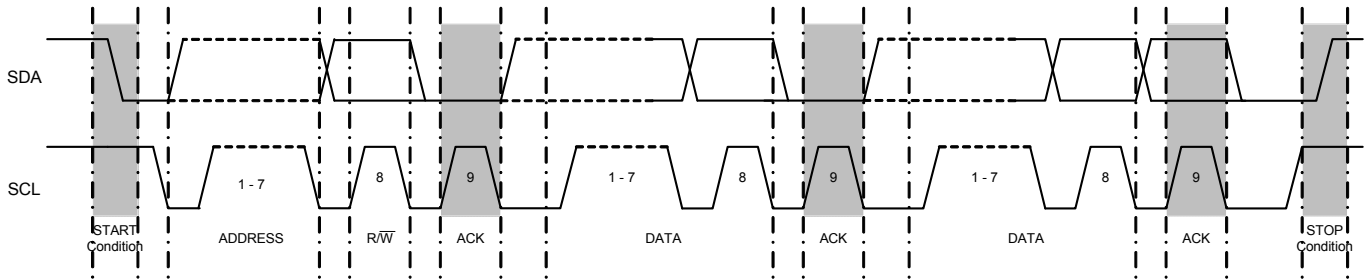 SDA
SCL
1 - 7
8
9
1 - 7
8
9
1 - 7
8
9
START
Condition
ADDRESS
R/W̅
ACK
DATA
ACK
DATA
ACK
STOP
Condition